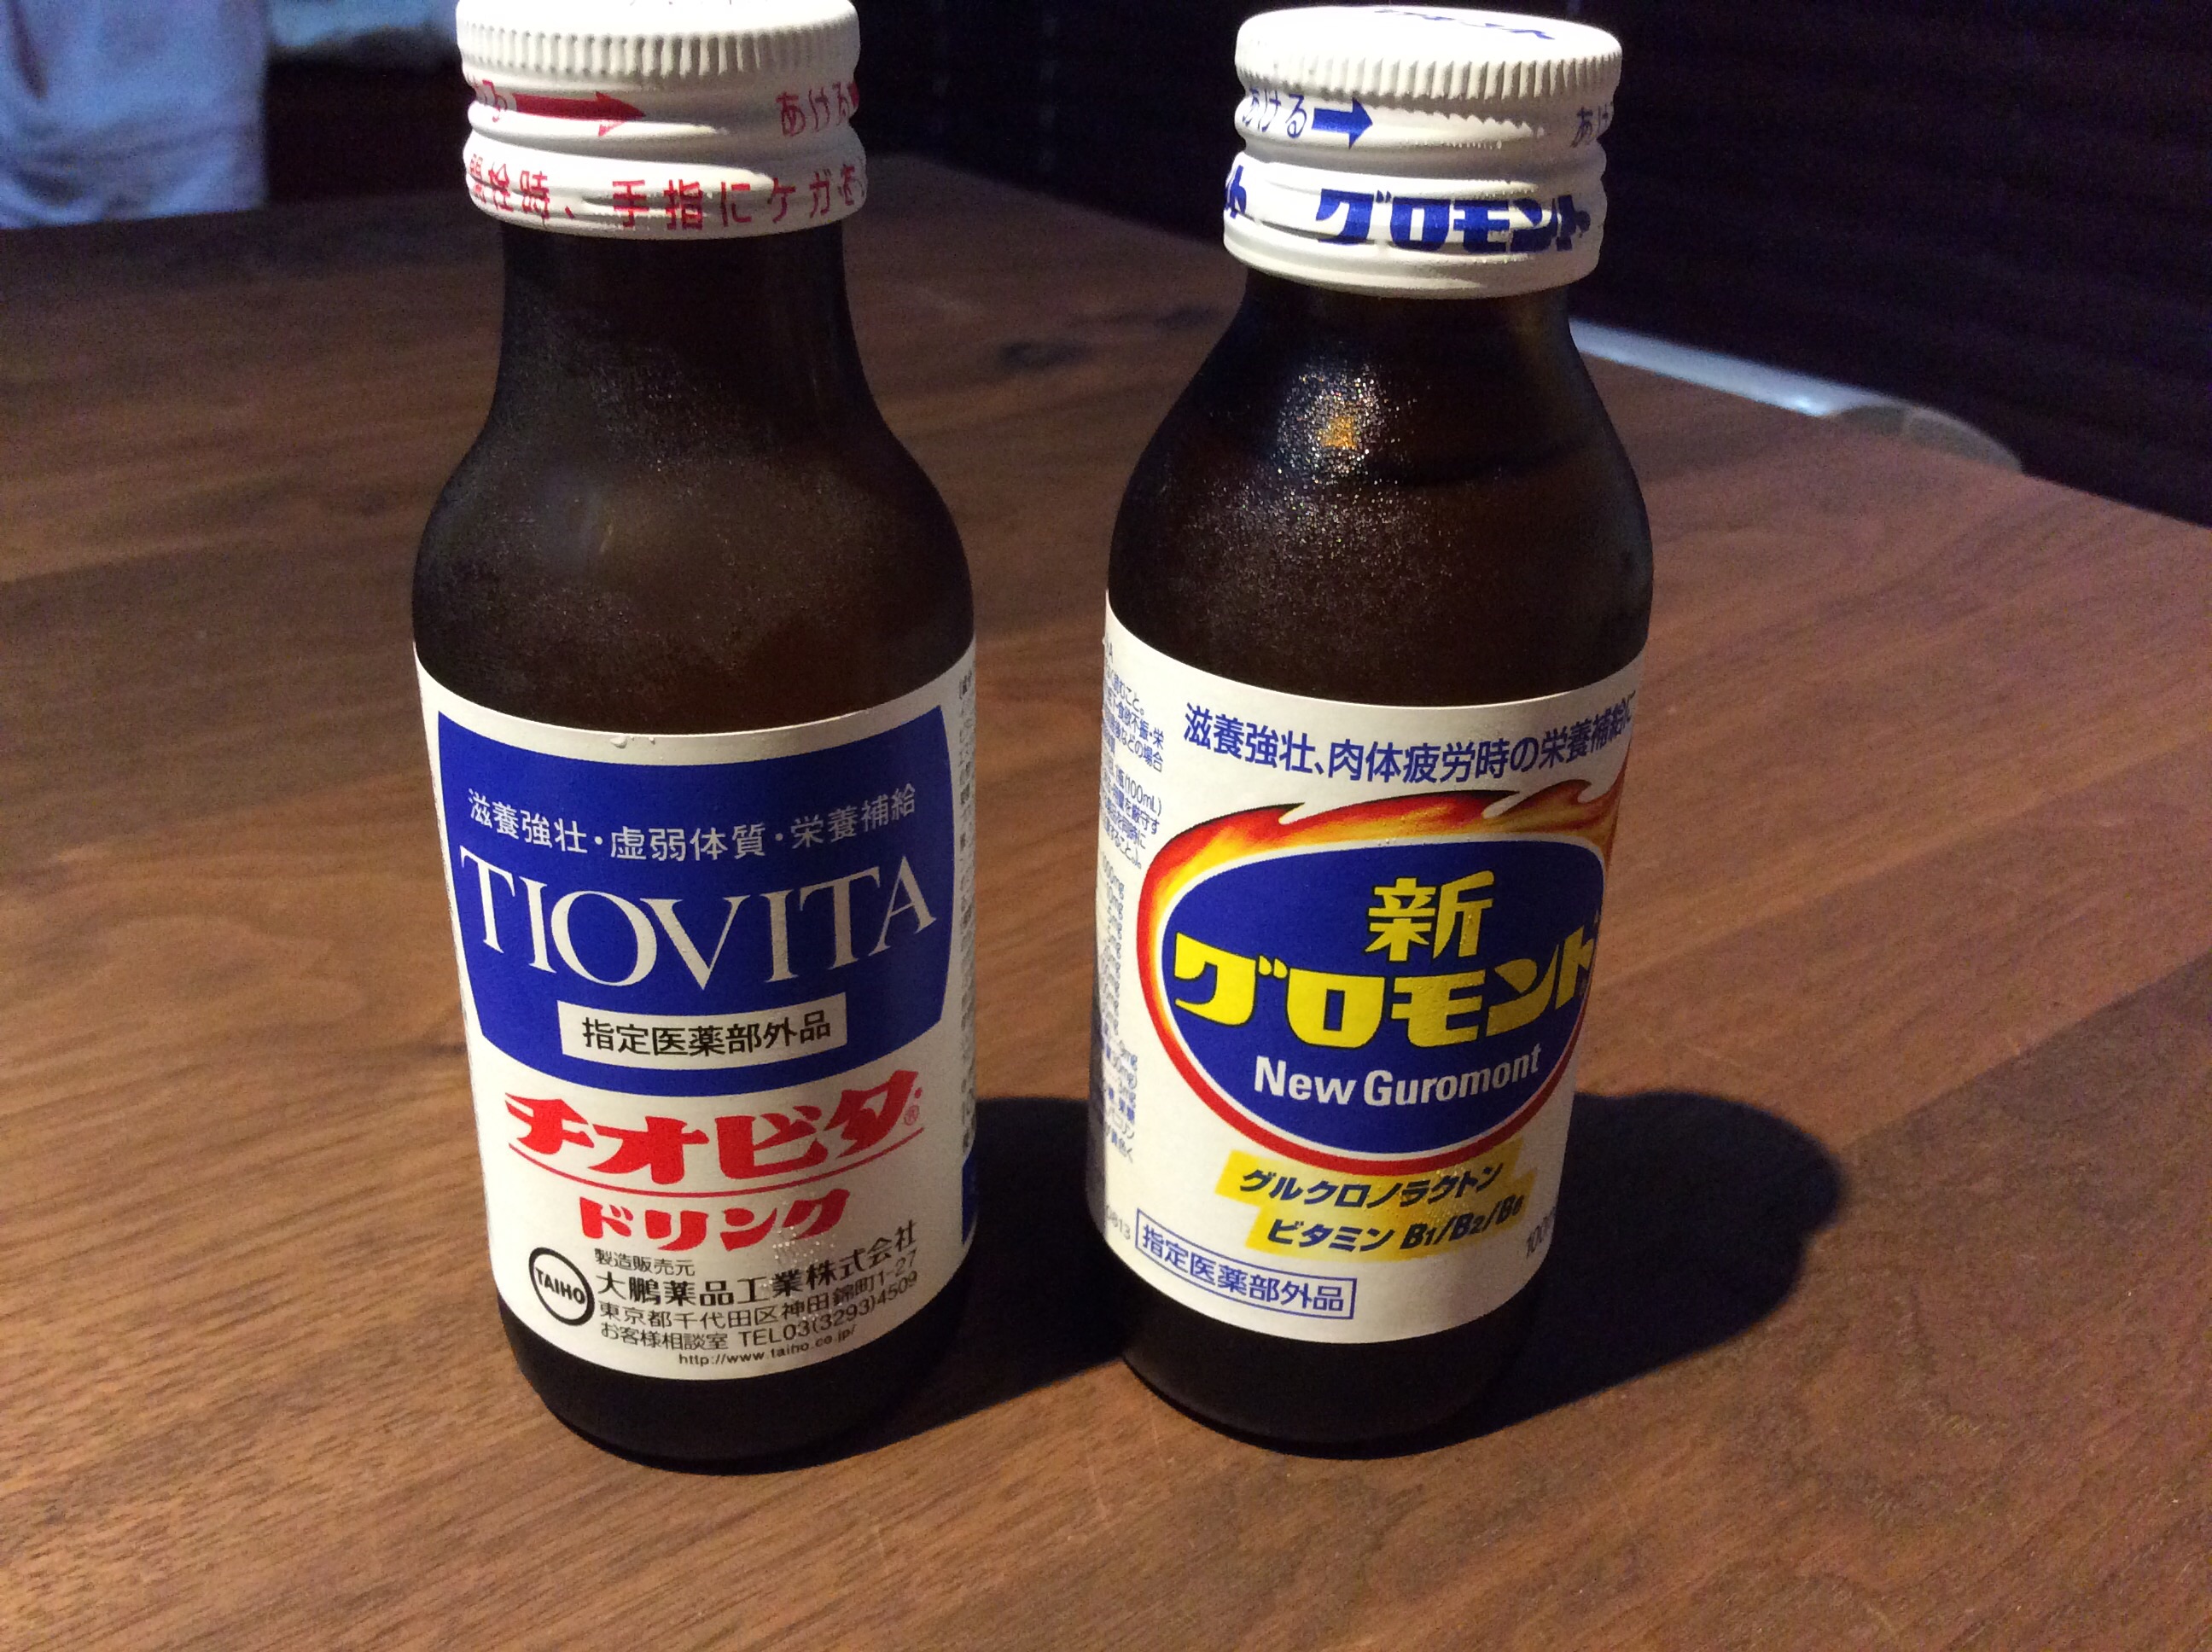 あける
開栓時、手指にケガを
滋養強壮・虚弱体質・栄養補給
TIOVITA
指定医薬部外品
チオビタ®
ドリンク
製造販売元
TAIHO
大鵬薬品工業株式会社
東京都千代田区神田錦町1-27
お客様相談室 TEL03(3293)4509
http://www.taiho.co.jp/
あける
グロモント
滋養強壮、肉体疲労時の栄養補給に
新
グロモント
New Guromont
グルクロノラクトン
ビタミン B1/B2/B6
指定医薬部外品